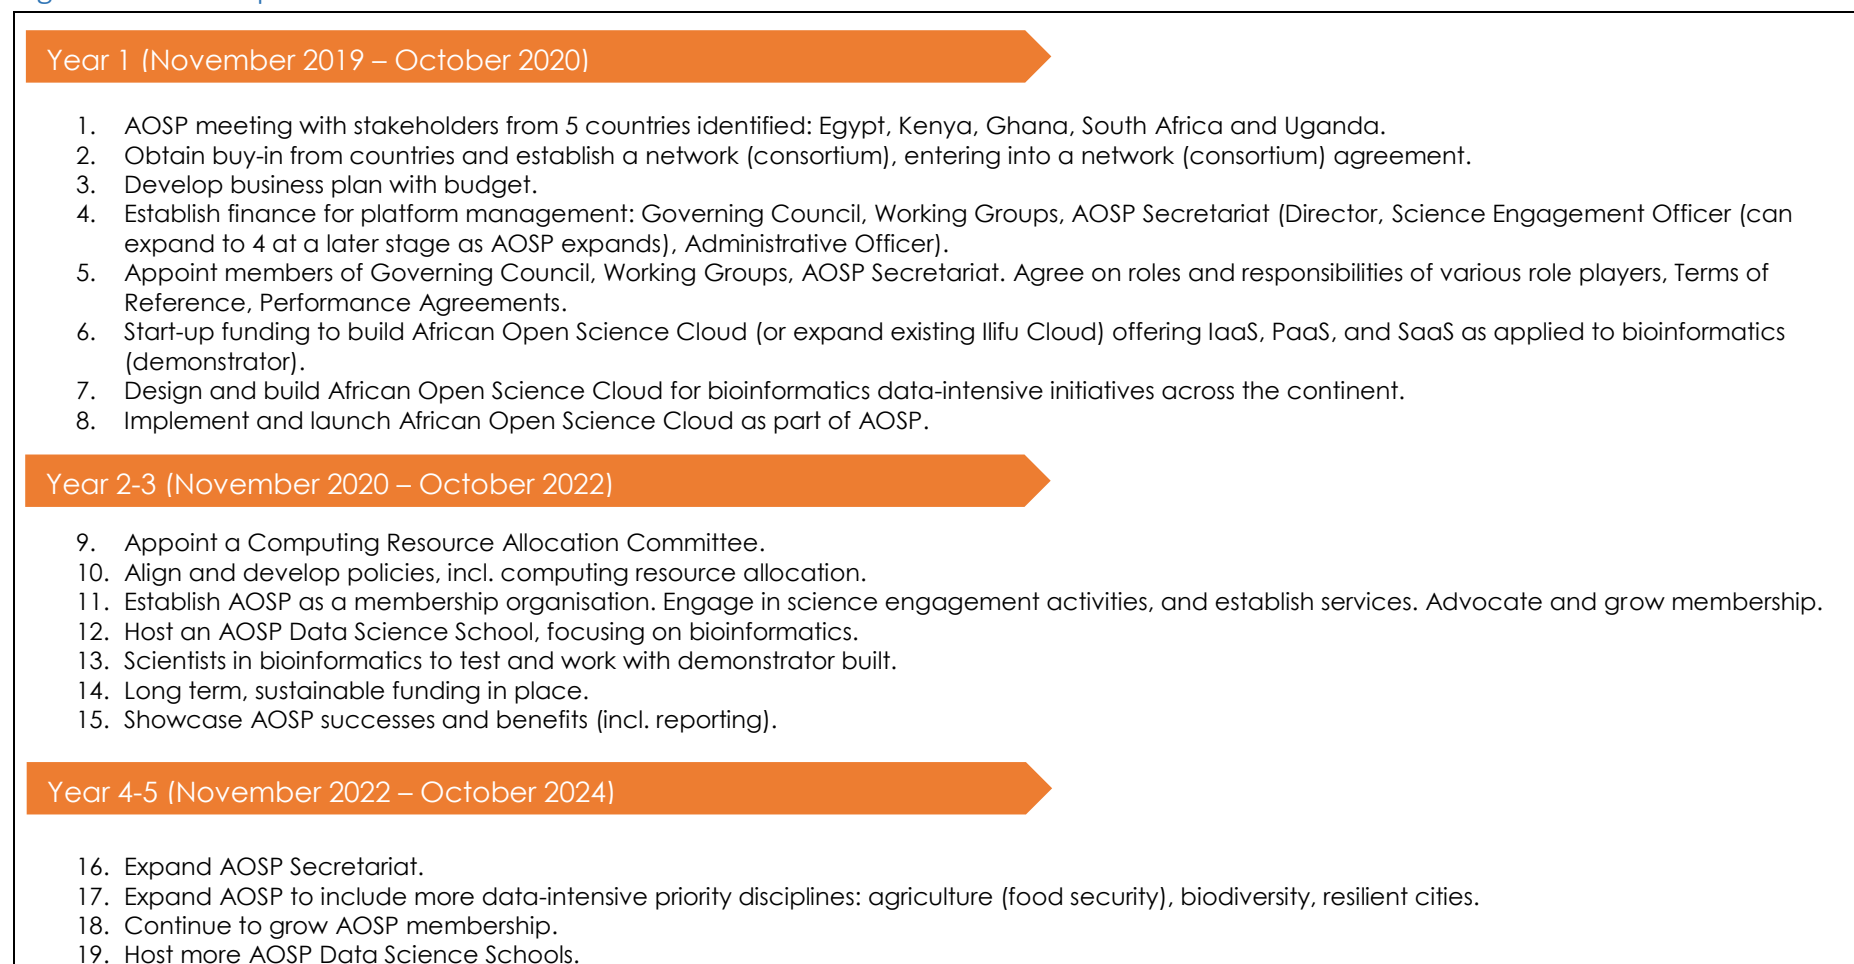 Year 1 (November 2019 – October 2020)
1. AOSP meeting with stakeholders from 5 countries identified: Egypt, Kenya, Ghana, South Africa and Uganda.
2. Obtain buy-in from countries and establish a network (consortium), entering into a network (consortium) agreement.
3. Develop business plan with budget.
4. Establish finance for platform management: Governing Council, Working Groups, AOSP Secretariat (Director, Science Engagement Officer (can
expand to 4 at a later stage as AOSP expands), Administrative Officer).
5. Appoint members of Governing Council, Working Groups, AOSP Secretariat. Agree on roles and responsibilities of various role players, Terms of
Reference, Performance Agreements.
6. Start-up funding to build African Open Science Cloud (or expand existing Ilifu Cloud) offering IaaS, PaaS, and SaaS as applied to bioinformatics
(demonstrator).
7. Design and build African Open Science Cloud for bioinformatics data-intensive initiatives across the continent.
8. Implement and launch African Open Science Cloud as part of AOSP.
Year 2-3 (November 2020 – October 2022)
9. Appoint a Computing Resource Allocation Committee.
10. Align and develop policies, incl. computing resource allocation.
11. Establish AOSP as a membership organisation. Engage in science engagement activities, and establish services. Advocate and grow membership.
12. Host an AOSP Data Science School, focusing on bioinformatics.
13. Scientists in bioinformatics to test and work with demonstrator built.
14. Long term, sustainable funding in place.
15. Showcase AOSP successes and benefits (incl. reporting).
Year 4-5 (November 2022 – October 2024)
16. Expand AOSP Secretariat.
17. Expand AOSP to include more data-intensive priority disciplines: agriculture (food security), biodiversity, resilient cities.
18. Continue to grow AOSP membership.
19. Host more AOSP Data Science Schools.